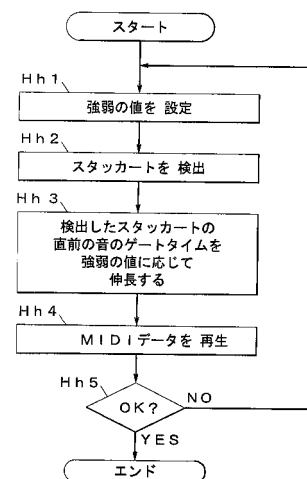 スタート
Hh1
強弱の値を 設定
Hh2
スタッカートを 検出
Hh3
検出したスタッカートの
直前の音のゲートタイムを
強弱の値に応じて
伸長する
Hh4
MIDIデータを 再生
Hh5
OK?
NO
YES
エンド